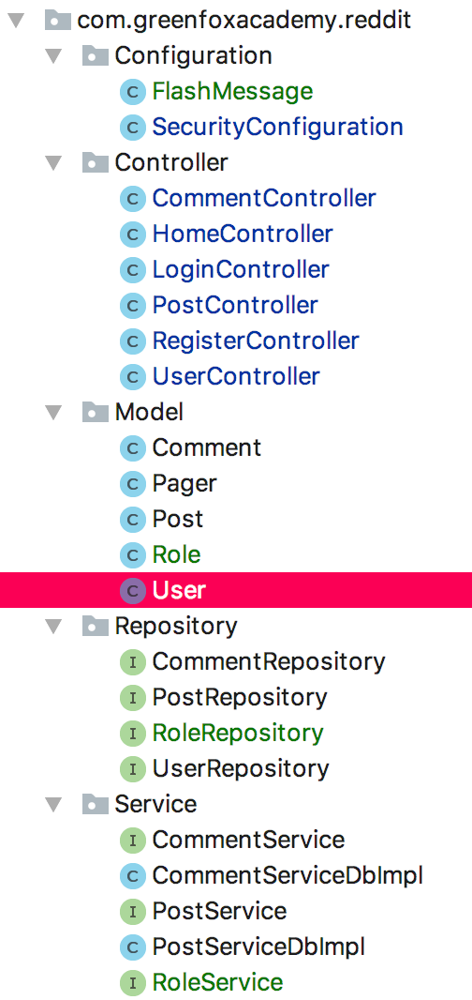 com.greenfoxacademy.reddit
Configuration
C FlashMessage
C SecurityConfiguration
Controller
C CommentController
C HomeController
C LoginController
C PostController
C RegisterController
C UserController
Model
C Comment
C Pager
C Post
C Role
C User
Repository
I CommentRepository
I PostRepository
I RoleRepository
I UserRepository
Service
I CommentService
C CommentServiceDbImpl
I PostService
C PostServiceDbImpl
I RoleService